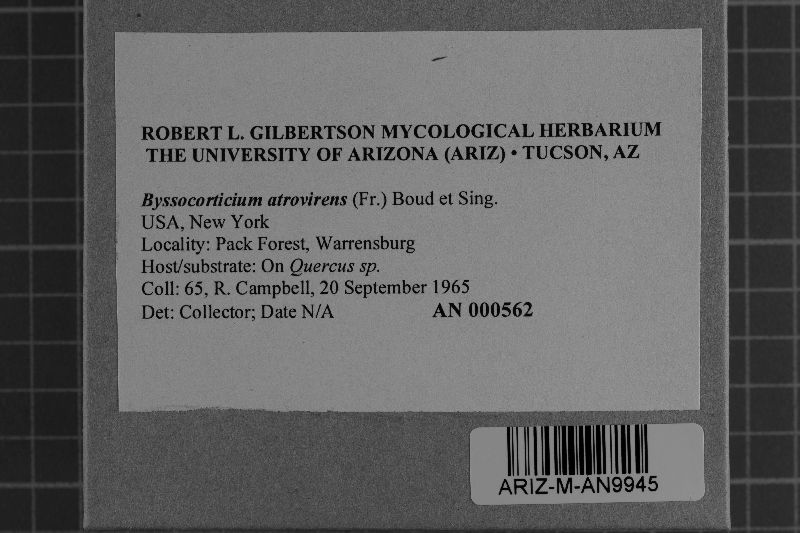 ROBERT L. GILBERTSON MYCOLOGICAL HERBARIUM
THE UNIVERSITY OF ARIZONA (ARIZ) • TUCSON, AZ
Byssocorticium atrovirens (Fr.) Boud et Sing.
USA, New York
Locality: Pack Forest, Warrensburg
Host/substrate: On Quercus sp.
Coll: 65, R. Campbell, 20 September 1965
Det: Collector; Date N/A AN 000562
ARIZ-M-AN9945